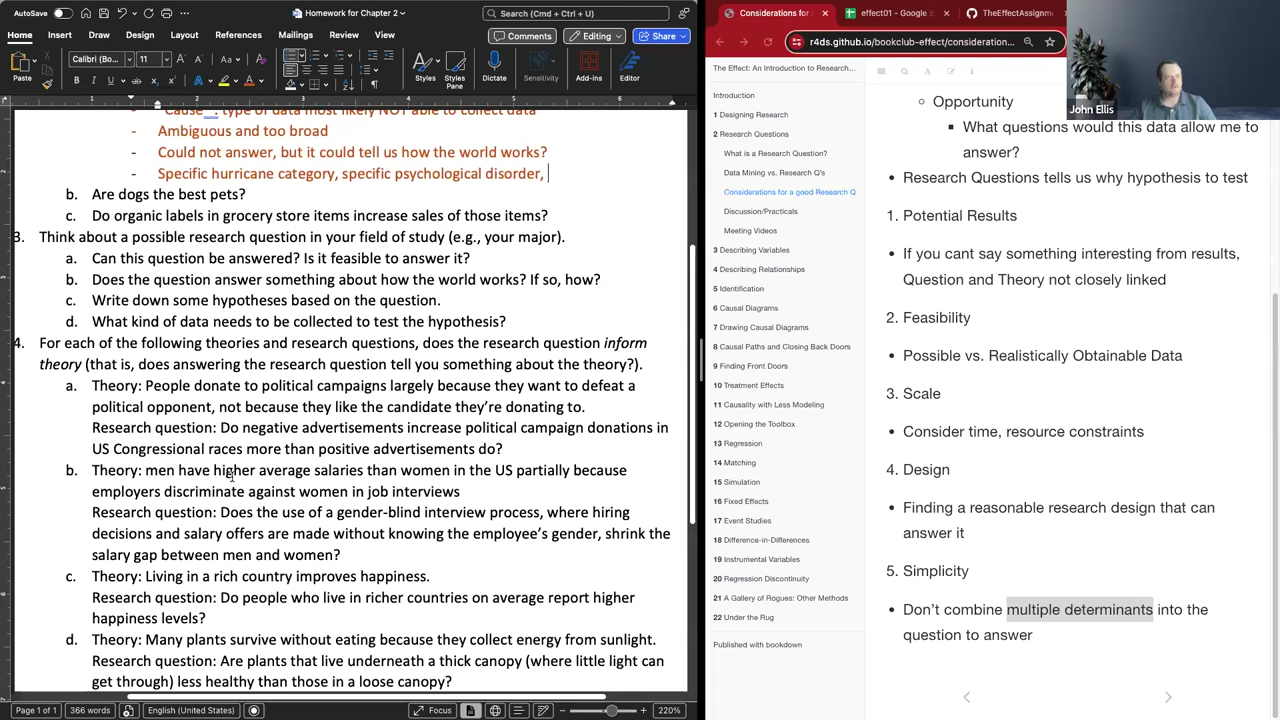 AutoSave
Homework for Chapter 2
Search (Cmd + Ctrl + U)
Home Insert Draw Design Layout References Mailings
Comments Editing Share
Paste
11
Styles
Styles Pane
Dictate
Sensitivity
Add-ins
Editor
- "Cause": type of data most likely NOT able to collect data
- Ambiguous and too broad
- Could not answer, but it could tell us how the world works?
- Specific hurricane category, specific psychological disorder,
b. Are dogs the best pets?
c. Do organic labels in grocery store items increase sales of those items?
3. Think about a possible research question in your field of study (e.g., your major).
a. Can this question be answered? Is it feasible to answer it?
b. Does the question answer something about how the world works? If so, how?
c. Write down some hypotheses based on the question.
d. What kind of data needs to be collected to test the hypothesis?
4. For each of the following theories and research questions, does the research question inform
theory (that is, does answering the research question tell you something about the theory?).
a. Theory: People donate to political campaigns largely because they want to defeat a
political opponent, not because they like the candidate they're donating to.
Research question: Do negative advertisements increase political campaign donations in
US Congressional races more than positive advertisements do?
b. Theory: men have higher average salaries than women in the US partially because
employers discriminate against women in job interviews
Research question: Does the use of a gender-blind interview process, where hiring
decisions and salary offers are made without knowing the employee's gender, shrink the
salary gap between men and women?
c. Theory: Living in a rich country improves happiness.
Research question: Do people who live in richer countries on average report higher
happiness levels?
d. Theory: Many plants survive without eating because they collect energy from sunlight.
Research question: Are plants that live underneath a thick canopy (where little light can
get through) less healthy than those in a loose canopy?
Page 1 of 1 366 words English (United States) Focus 220%
Considerations for
effect01 - Google S
TheEffectAssignm
r4ds.github.io/bookclub-effect/consideration...
The Effect: An Introduction to Research...
Introduction
1 Designing Research
2 Research Questions
What is a Research Question?
Data Mining vs. Research Q's
Considerations for a good Research Q
Discussion/Practicals
Meeting Videos
3 Describing Variables
4 Describing Relationships
5 Identification
6 Causal Diagrams
7 Drawing Causal Diagrams
8 Causal Paths and Closing Back Doors
9 Finding Front Doors
10 Treatment Effects
11 Causality with Less Modeling
12 Opening the Toolbox
13 Regression
14 Matching
15 Simulation
16 Fixed Effects
17 Event Studies
18 Difference-in-Differences
19 Instrumental Variables
20 Regression Discontinuity
21 A Gallery of Rogues: Other Methods
22 Under the Rug
Published with bookdown
Opportunity
What questions would this data allow me to
answer?
Research Questions tells us why hypothesis to test
1. Potential Results
If you cant say something interesting from results,
Question and Theory not closely linked
2. Feasibility
Possible vs. Realistically Obtainable Data
3. Scale
Consider time, resource constraints
4. Design
Finding a reasonable research design that can
answer it
5. Simplicity
Don't combine multiple determinants into the
question to answer
John Ellis